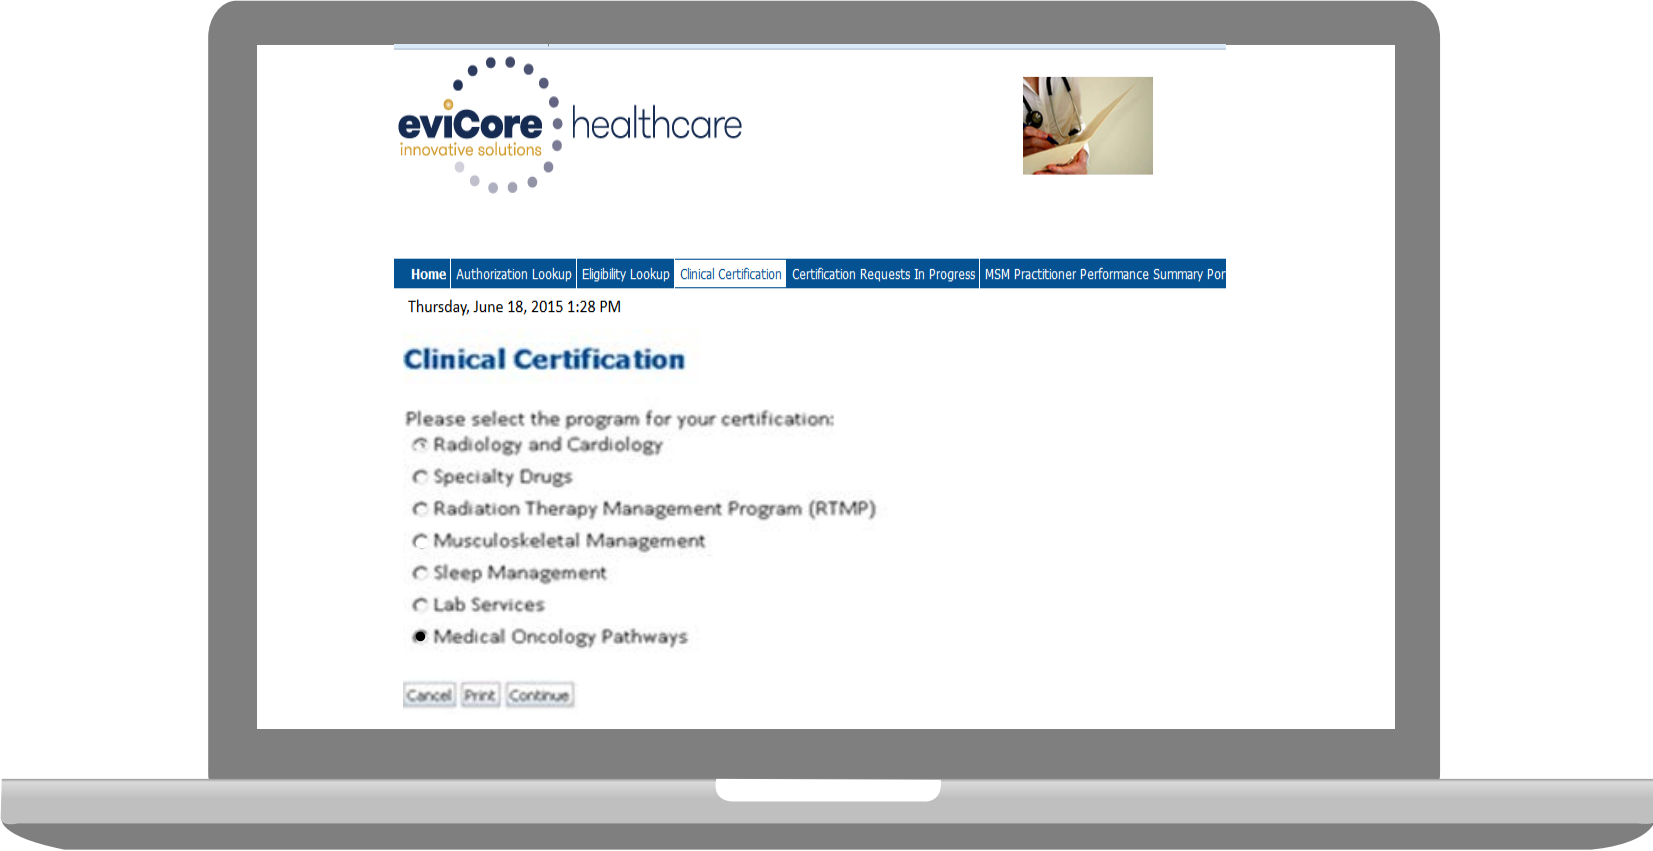 eviCore healthcare
innovative solutions
Home Authorization Lookup Eligibility Lookup Clinical Certification Certification Requests In Progress MSM Practitioner Performance Summary Por
Thursday, June 18, 2015 1:28 PM
Clinical Certification
Please select the program for your certification:
Radiology and Cardiology
Specialty Drugs
Radiation Therapy Management Program (RTMP)
Musculoskeletal Management
Sleep Management
Lab Services
Medical Oncology Pathways
Cancel Print Continue